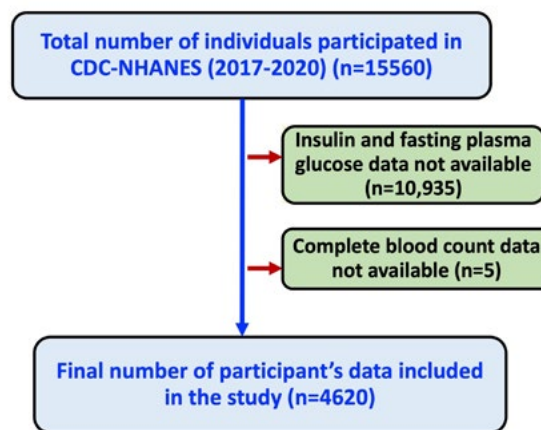 Total number of individuals participated in
CDC-NHANES (2017-2020) (n=15560)
Insulin and fasting plasma
glucose data not available
(n=10,935)
Complete blood count data
not available (n=5)
Final number of participant's data included
in the study (n=4620)